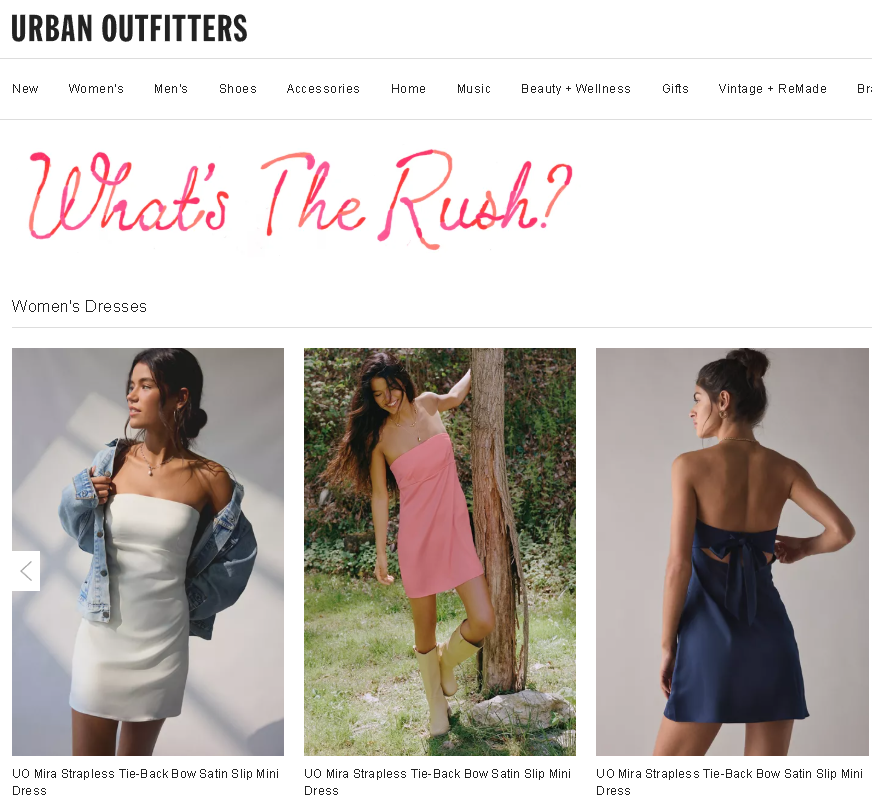 URBAN OUTFITTERS
New Women's Men's Shoes Accessories Home Music Beauty + Wellness Gifts Vintage + ReMade
What's The Rush?
Women's Dresses
UO Mira Strapless Tie-Back Bow Satin Slip Mini Dress
UO Mira Strapless Tie-Back Bow Satin Slip Mini Dress
UO Mira Strapless Tie-Back Bow Satin Slip Mini Dress